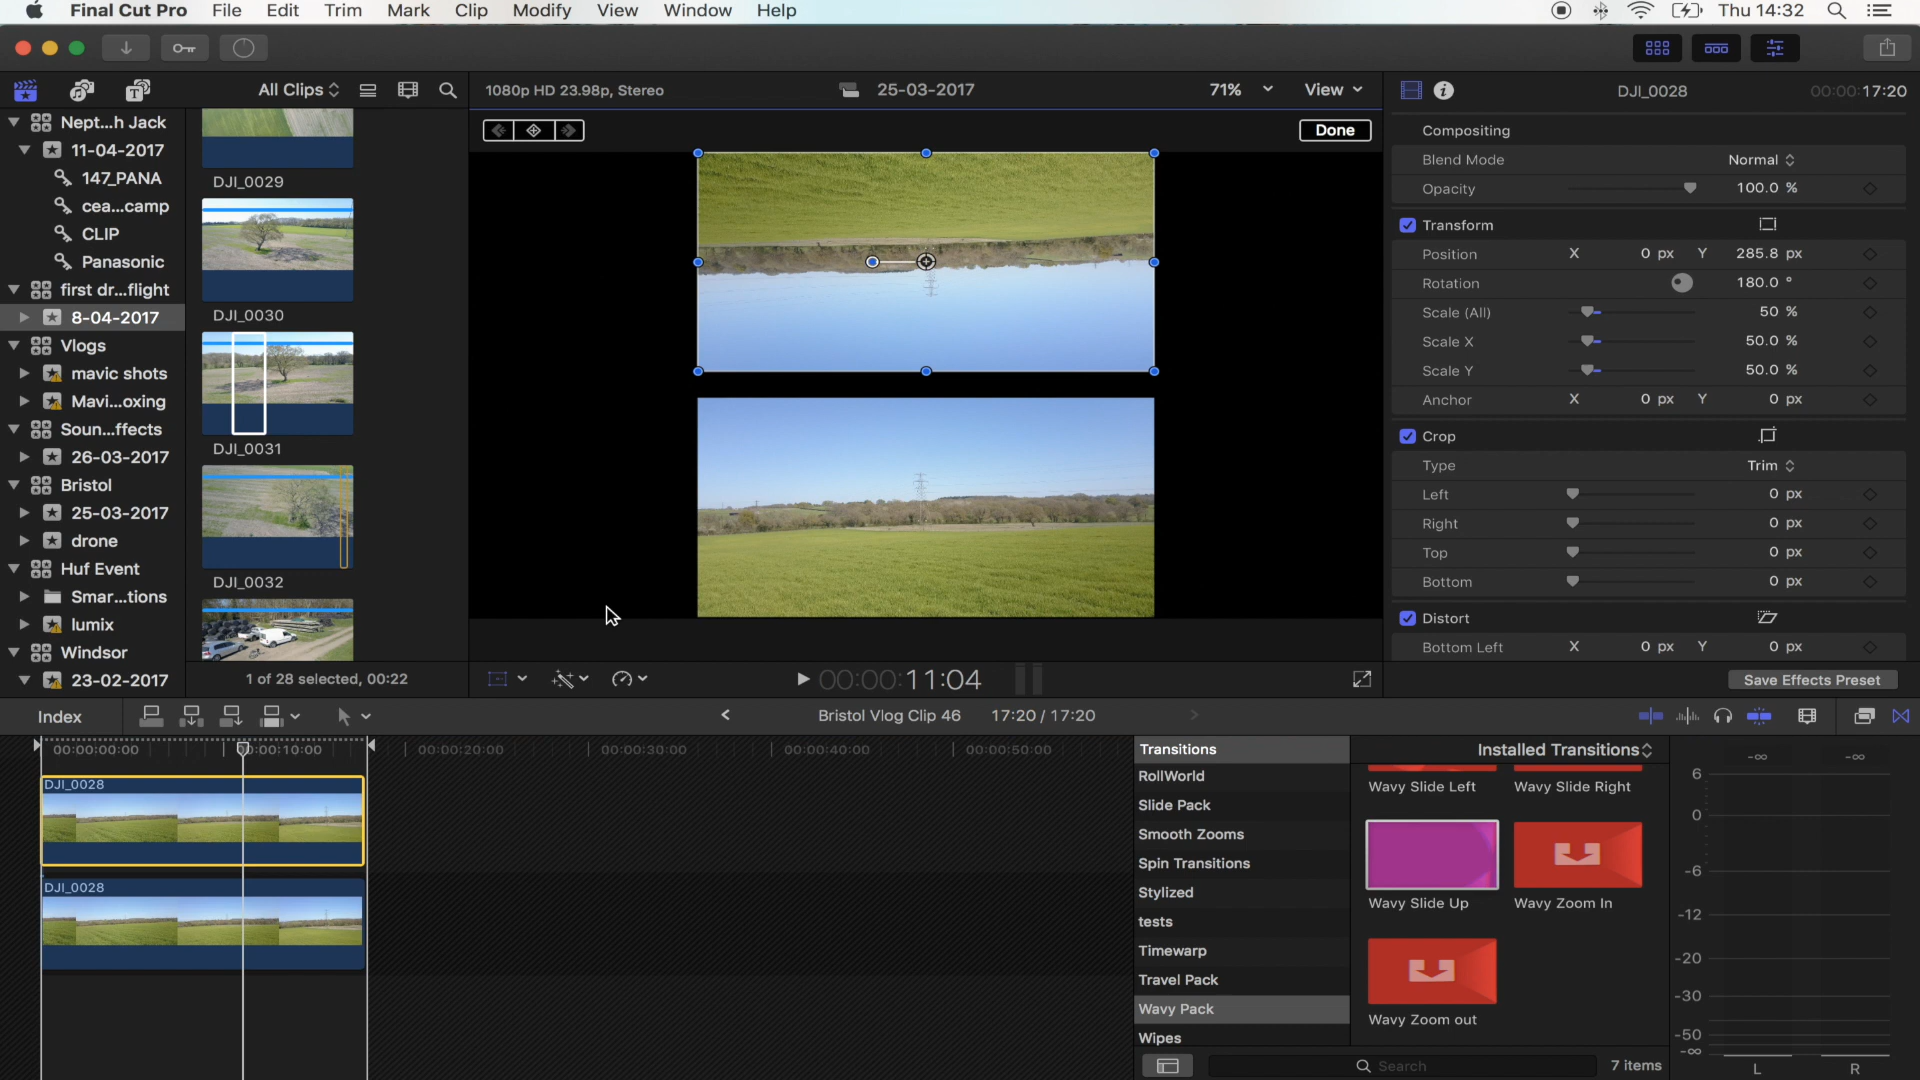 Final Cut Pro File Edit Trim Mark Clip Modify View Window Help Thu 14:32
All Clips
1080p HD 23.98p, Stereo 25-03-2017 71% View
DJI_0028 00:00:17:20
Done
Nept...h Jack
11-04-2017
147_PANA
cea...camp
CLIP
Panasonic
first dr...flight
8-04-2017
Vlogs
mavic shots
Mavi...oxing
Soun...ffects
26-03-2017
Bristol
25-03-2017
drone
Huf Event
Smar...tions
lumix
Windsor
23-02-2017
DJI_0029
DJI_0030
DJI_0031
DJI_0032
1 of 28 selected, 00:22
00:00:11:04
Compositing
Blend Mode Normal
Opacity 100.0 %
Transform
Position X 0 px Y 285.8 px
Rotation 180.0 °
Scale (All) 50 %
Scale X 50.0 %
Scale Y 50.0 %
Anchor X 0 px Y 0 px
Crop
Type Trim
Left 0 px
Right 0 px
Top 0 px
Bottom 0 px
Distort
Bottom Left X 0 px Y 0 px
Save Effects Preset
Index
Bristol Vlog Clip 46 17:20 / 17:20
00:00:00:00 0:00:10:00 00:00:20:00 00:00:30:00 00:00:40:00 00:00:50:00
DJI_0028
DJI_0028
Transitions
RollWorld
Slide Pack
Smooth Zooms
Spin Transitions
Stylized
tests
Timewarp
Travel Pack
Wavy Pack
Wipes
Installed Transitions
Wavy Slide Left Wavy Slide Right
Wavy Slide Up Wavy Zoom In
Wavy Zoom out
Search 7 items
-∞ -∞
6
0
-6
-12
-20
-30
-50
-∞
L R